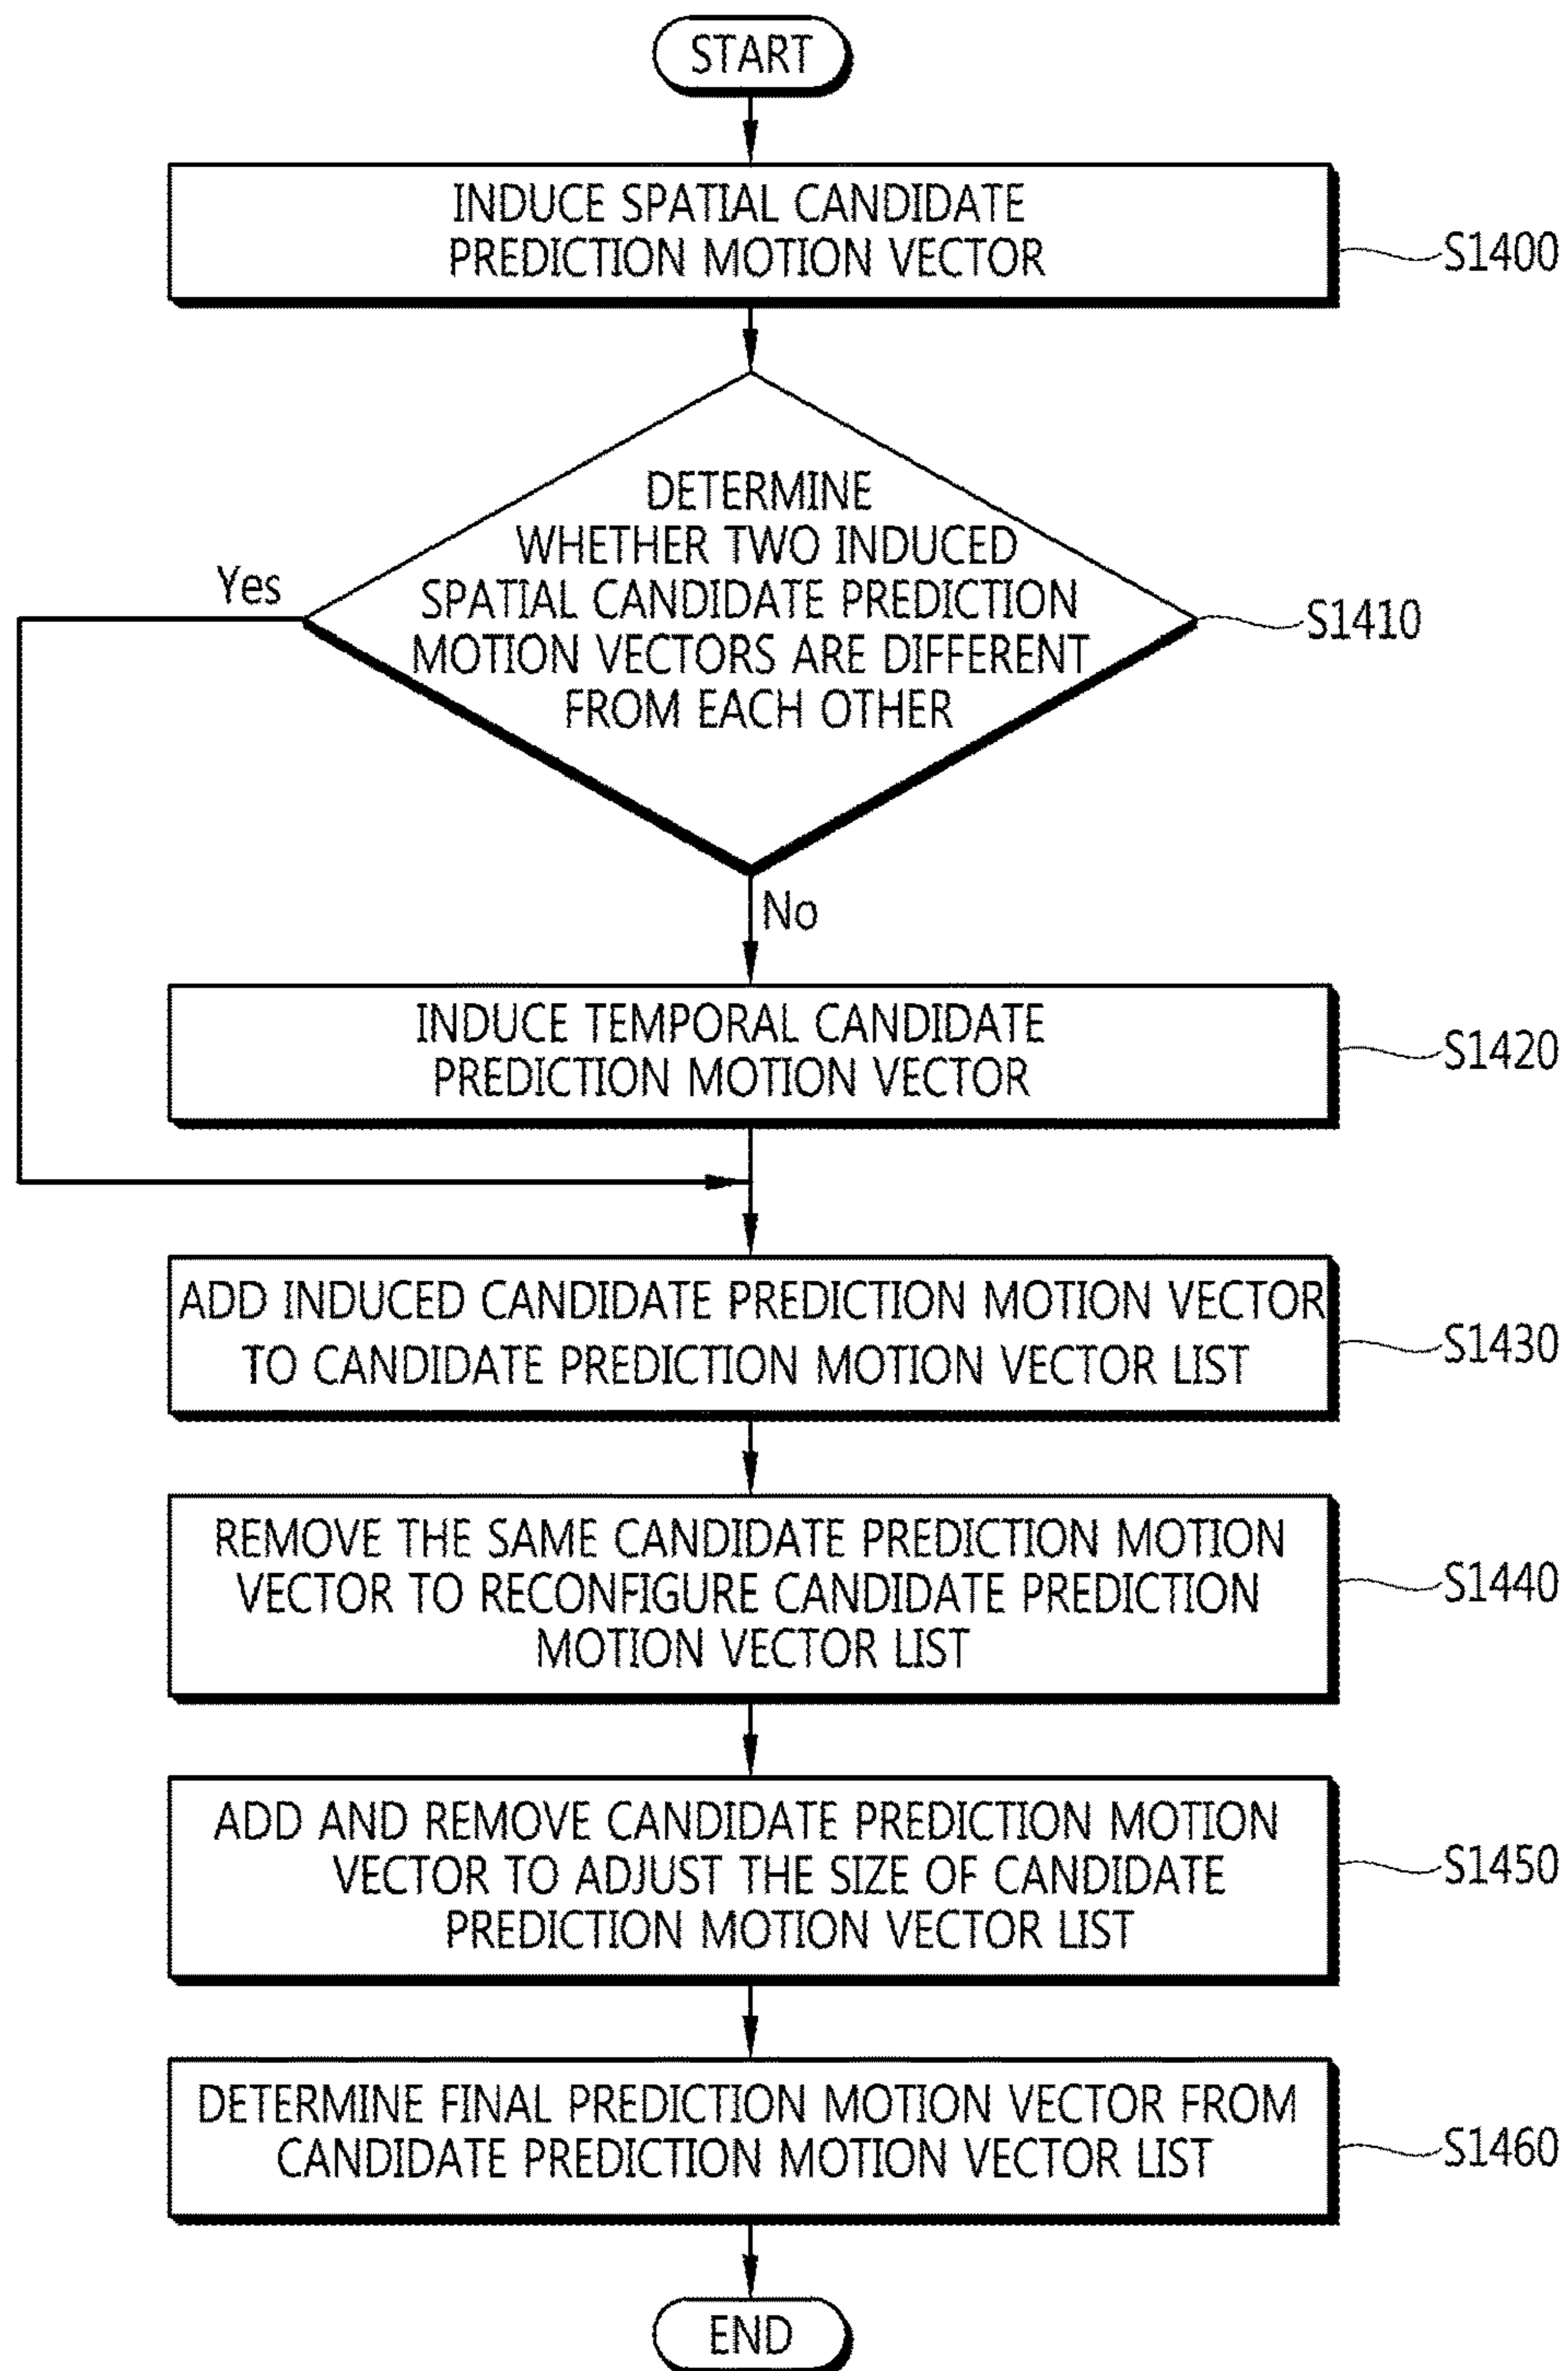 START
INDUCE SPATIAL CANDIDATE
PREDICTION MOTION VECTOR
S1400
DETERMINE
WHETHER TWO INDUCED
SPATIAL CANDIDATE PREDICTION
MOTION VECTORS ARE DIFFERENT
FROM EACH OTHER
Yes
S1410
No
INDUCE TEMPORAL CANDIDATE
PREDICTION MOTION VECTOR
S1420
ADD INDUCED CANDIDATE PREDICTION MOTION VECTOR
TO CANDIDATE PREDICTION MOTION VECTOR LIST
S1430
REMOVE THE SAME CANDIDATE PREDICTION MOTION
VECTOR TO RECONFIGURE CANDIDATE PREDICTION
MOTION VECTOR LIST
S1440
ADD AND REMOVE CANDIDATE PREDICTION MOTION
VECTOR TO ADJUST THE SIZE OF CANDIDATE
PREDICTION MOTION VECTOR LIST
S1450
DETERMINE FINAL PREDICTION MOTION VECTOR FROM
CANDIDATE PREDICTION MOTION VECTOR LIST
S1460
END